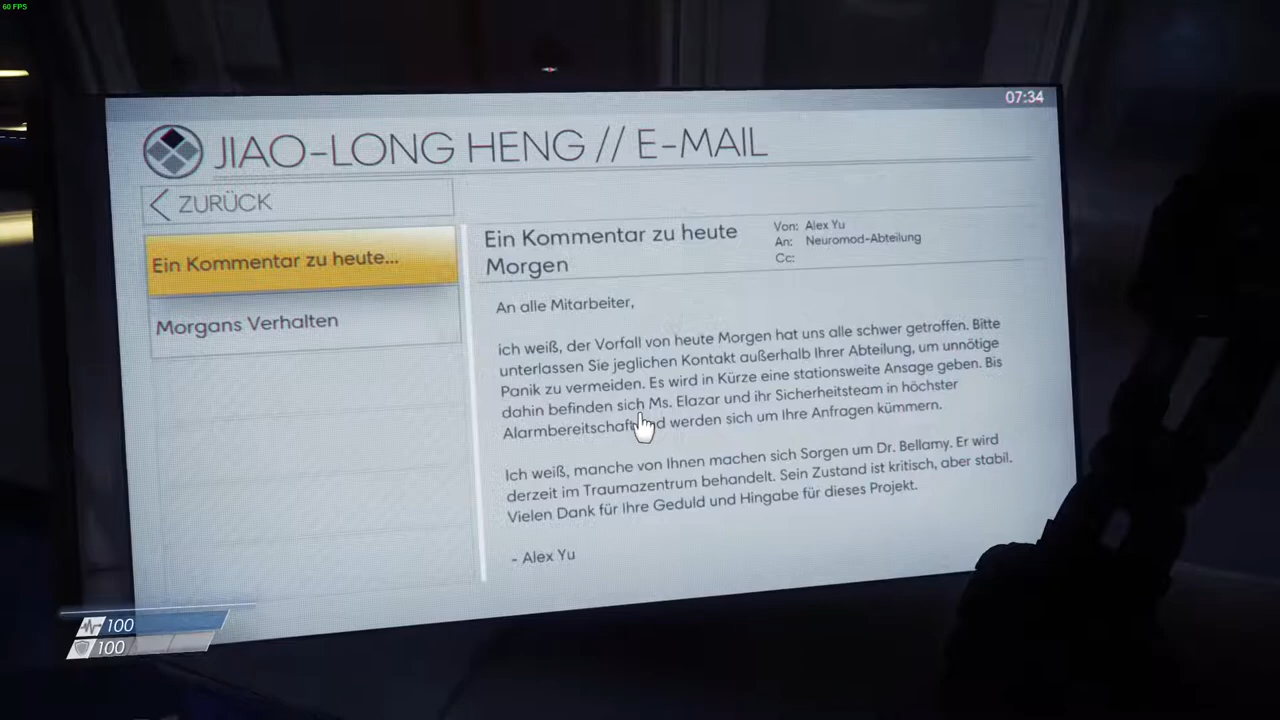 60 FPS
07:34
JIAO-LONG HENG // E-MAIL
ZURÜCK
Ein Kommentar zu heute...
Morgans Verhalten
Ein Kommentar zu heute
Morgen
Von: Alex Yu
An: Neuromod-Abteilung
Cc:
An alle Mitarbeiter,
ich weiß, der Vorfall von heute Morgen hat uns alle schwer getroffen. Bitte
unterlassen Sie jeglichen Kontakt außerhalb Ihrer Abteilung, um unnötige
Panik zu vermeiden. Es wird in Kürze eine stationsweite Ansage geben. Bis
dahin befinden sich Ms. Elazar und ihr Sicherheitsteam in höchster
Alarmbereitschaft und werden sich um Ihre Anfragen kümmern.
Ich weiß, manche von Ihnen machen sich Sorgen um Dr. Bellamy. Er wird
derzeit im Traumazentrum behandelt. Sein Zustand ist kritisch, aber stabil.
Vielen Dank für Ihre Geduld und Hingabe für dieses Projekt.
- Alex Yu
100
100